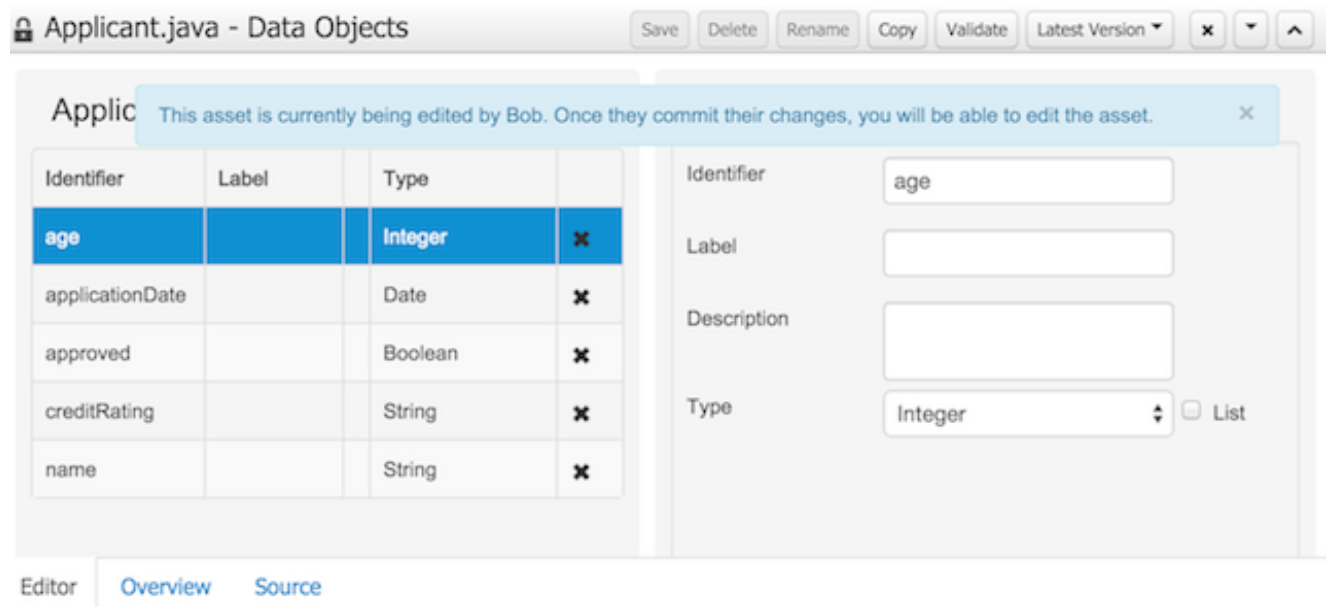 Applicant.java - Data Objects
Save Delete Rename Copy Validate Latest Version
Applic
This asset is currently being edited by Bob. Once they commit their changes, you will be able to edit the asset.
Identifier Label Type
age Integer
applicationDate Date
approved Boolean
creditRating String
name String
Identifier age
Label
Description
Type Integer List
Editor Overview Source